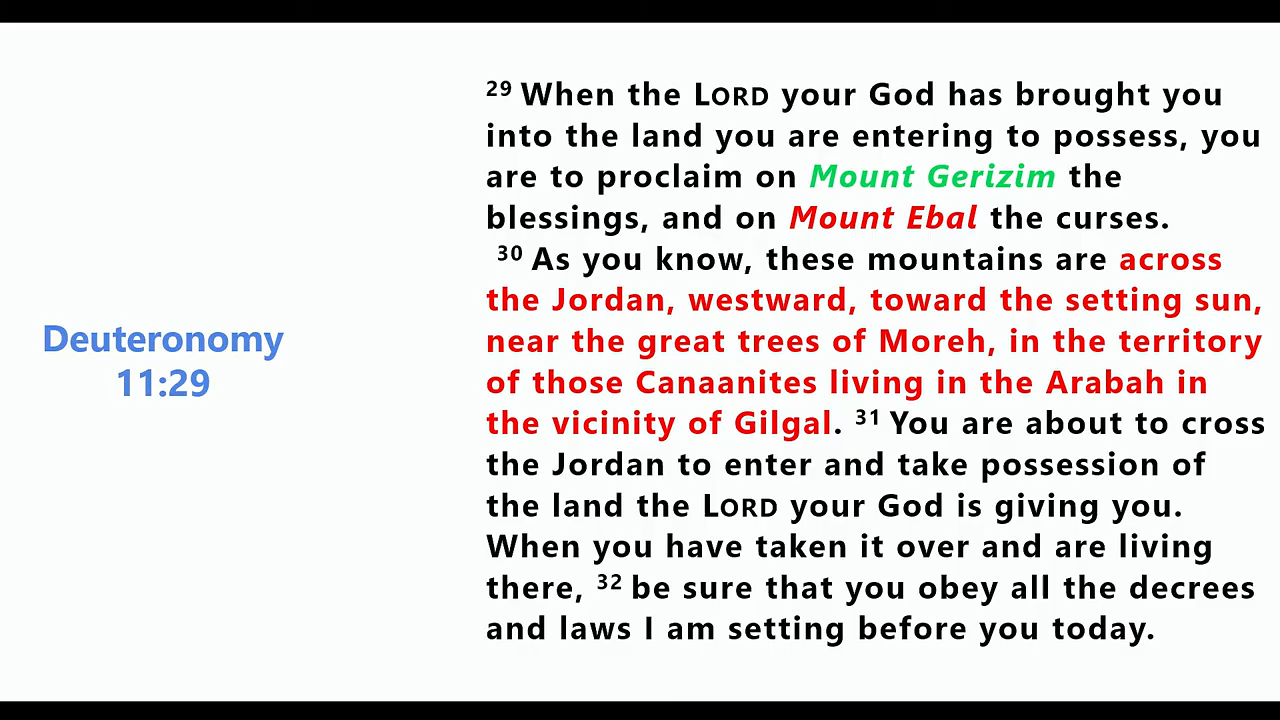 Deuteronomy
11:29
29 When the LORD your God has brought you
into the land you are entering to possess, you
are to proclaim on Mount Gerizim the
blessings, and on Mount Ebal the curses.
30 As you know, these mountains are across
the Jordan, westward, toward the setting sun,
near the great trees of Moreh, in the territory
of those Canaanites living in the Arabah in
the vicinity of Gilgal. 31 You are about to cross
the Jordan to enter and take possession of
the land the LORD your God is giving you.
When you have taken it over and are living
there, 32 be sure that you obey all the decrees
and laws I am setting before you today.